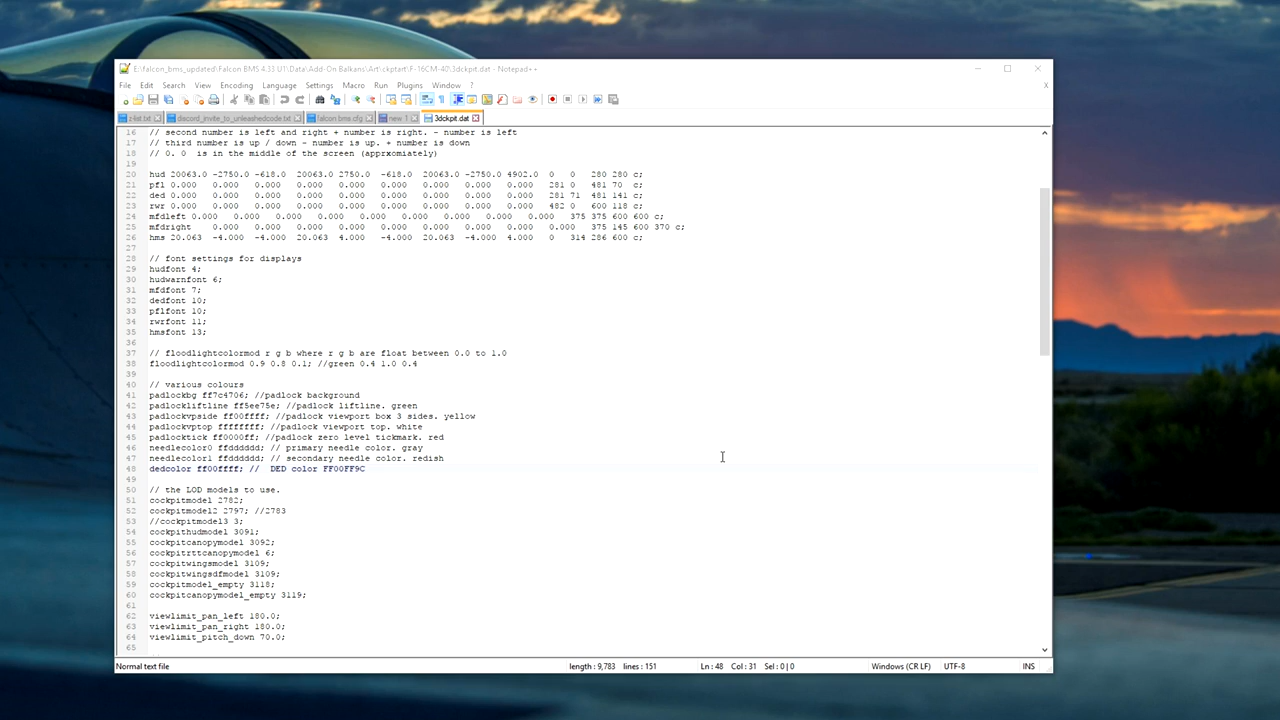 E:\falcon_bms_updated\Falcon BMS 4.33 U1\Data\Add-On Balkans\Art\ckptart\F-16CM-40\3dckpit.dat - Notepad++
File Edit Search View Encoding Language Settings Macro Run Plugins Window ? X
z-list.txt discord_invite_to_unleashedcode.txt falcon bms.cfg new 1 3dckpit.dat
16 // second number is left and right + number is right. - number is left
17 // third number is up / down - number is up. + number is down
18 // 0. 0 is in the middle of the screen (apprxomiately)
19
20 hud 20063.0 -2750.0 -618.0 20063.0 2750.0 -618.0 20063.0 -2750.0 4902.0 0 0 280 280 c;
21 pfl 0.000 0.000 0.000 0.000 0.000 0.000 0.000 0.000 0.000 281 0 481 70 c;
22 ded 0.000 0.000 0.000 0.000 0.000 0.000 0.000 0.000 0.000 281 71 481 141 c;
23 rwr 0.000 0.000 0.000 0.000 0.000 0.000 0.000 0.000 0.000 482 0 600 118 c;
24 mfdleft 0.000 0.000 0.000 0.000 0.000 0.000 0.000 0.000 0.000 375 375 600 600 c;
25 mfdright 0.000 0.000 0.000 0.000 0.000 0.000 0.000 0.000 0.000 375 145 600 370 c;
26 hms 20.063 -4.000 -4.000 20.063 4.000 -4.000 20.063 -4.000 4.000 0 314 286 600 c;
27
28 // font settings for displays
29 hudfont 4;
30 hudwarnfont 6;
31 mfdfont 7;
32 dedfont 10;
33 pflfont 10;
34 rwrfont 11;
35 hmsfont 13;
36
37 // floodlightcolormod r g b where r g b are float between 0.0 to 1.0
38 floodlightcolormod 0.9 0.8 0.1; //green 0.4 1.0 0.4
39
40 // various colours
41 padlockbg ff7c4706; //padlock background
42 padlockliftline ff5ee75e; //padlock liftline. green
43 padlockvpside ff00ffff; //padlock viewport box 3 sides. yellow
44 padlockvptop ffffffff; //padlock viewport top. white
45 padlocktick ff0000ff; //padlock zero level tickmark. red
46 needlecolor0 ffdddddd; // primary needle color. gray
47 needlecolor1 ffdddddd; // secondary needle color. redish
48 dedcolor ff00ffff; // DED color FF00FF9C
49
50 // the LOD models to use.
51 cockpitmodel 2782;
52 cockpitmodel2 2797; //2783
53 //cockpitmodel3 3;
54 cockpithudmodel 3091;
55 cockpitcanopymodel 3092;
56 cockpitrttcanopymodel 6;
57 cockpitwingsmodel 3109;
58 cockpitwingsdfmodel 3109;
59 cockpitmodel_empty 3118;
60 cockpitcanopymodel_empty 3119;
61
62 viewlimit_pan_left 180.0;
63 viewlimit_pan_right 180.0;
64 viewlimit_pitch_down 70.0;
65
Normal text file length : 9,783 lines : 151 Ln : 48 Col : 31 Sel : 0 | 0 Windows (CR LF) UTF-8 INS